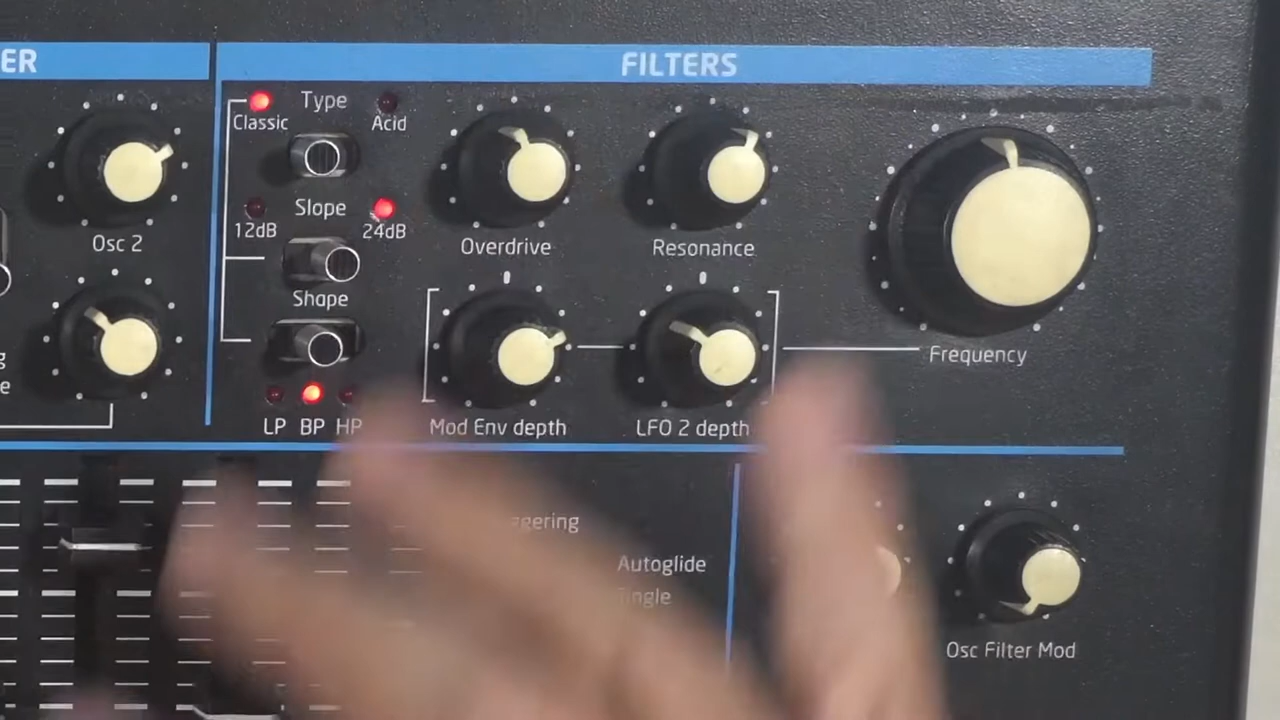 ER
FILTERS
Type
Classic
Acid
Slope
12dB
24dB
Shape
LP BP HP
Osc 2
Overdrive
Resonance
Mod Env depth
LFO 2 depth
Frequency
Autoglide
Osc Filter Mod